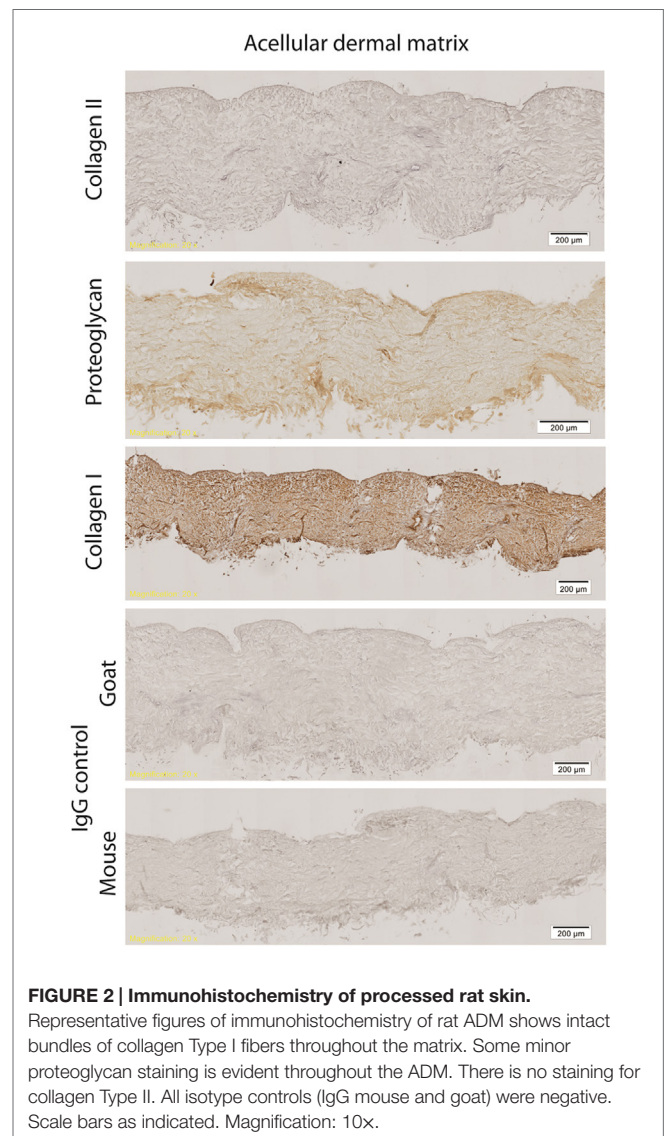 Acellular dermal matrix
Collagen II
200 µm
Proteoglycan
200 µm
Collagen I
200 µm
IgG control
Goat
200 µm
Mouse
200 µm
FIGURE 2 | Immunohistochemistry of processed rat skin.
Representative figures of immunohistochemistry of rat ADM shows intact
bundles of collagen Type I fibers throughout the matrix. Some minor
proteoglycan staining is evident throughout the ADM. There is no staining for
collagen Type II. All isotype controls (IgG mouse and goat) were negative.
Scale bars as indicated. Magnification: 10×.